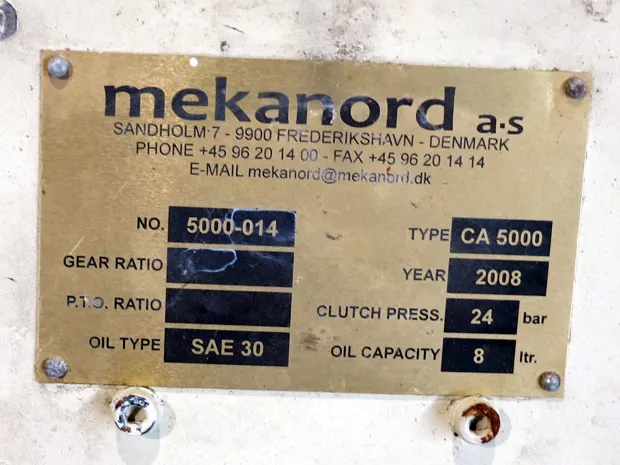 mekanord a·s
SANDHOLM 7 - 9900 FREDERIKSHAVN - DENMARK
PHONE +45 96 20 14 00 - FAX +45 96 20 14 14
E-MAIL mekanord@mekanord.dk
NO. 5000-014 TYPE CA 5000
GEAR RATIO YEAR 2008
P.T.O. RATIO CLUTCH PRESS. 24 bar
OIL TYPE SAE 30 OIL CAPACITY 8 ltr.